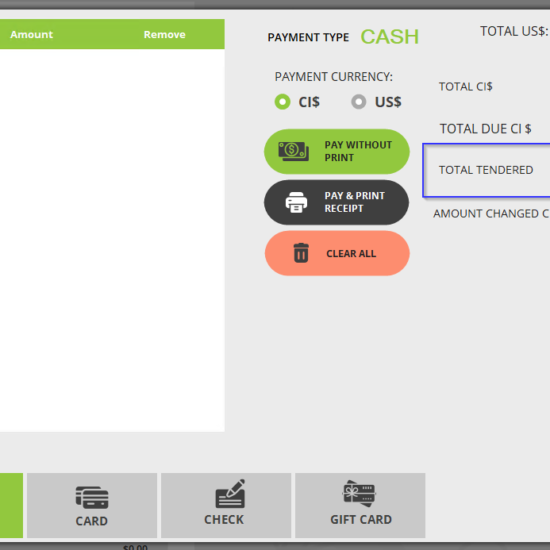 Amount Remove
PAYMENT TYPE CASH
TOTAL US$:
PAYMENT CURRENCY:
CI$ US$
TOTAL CI$
PAY WITHOUT
PRINT
TOTAL DUE CI $
TOTAL TENDERED
PAY & PRINT
RECEIPT
AMOUNT CHANGED C
CLEAR ALL
CARD
CHECK
GIFT CARD
$0.00